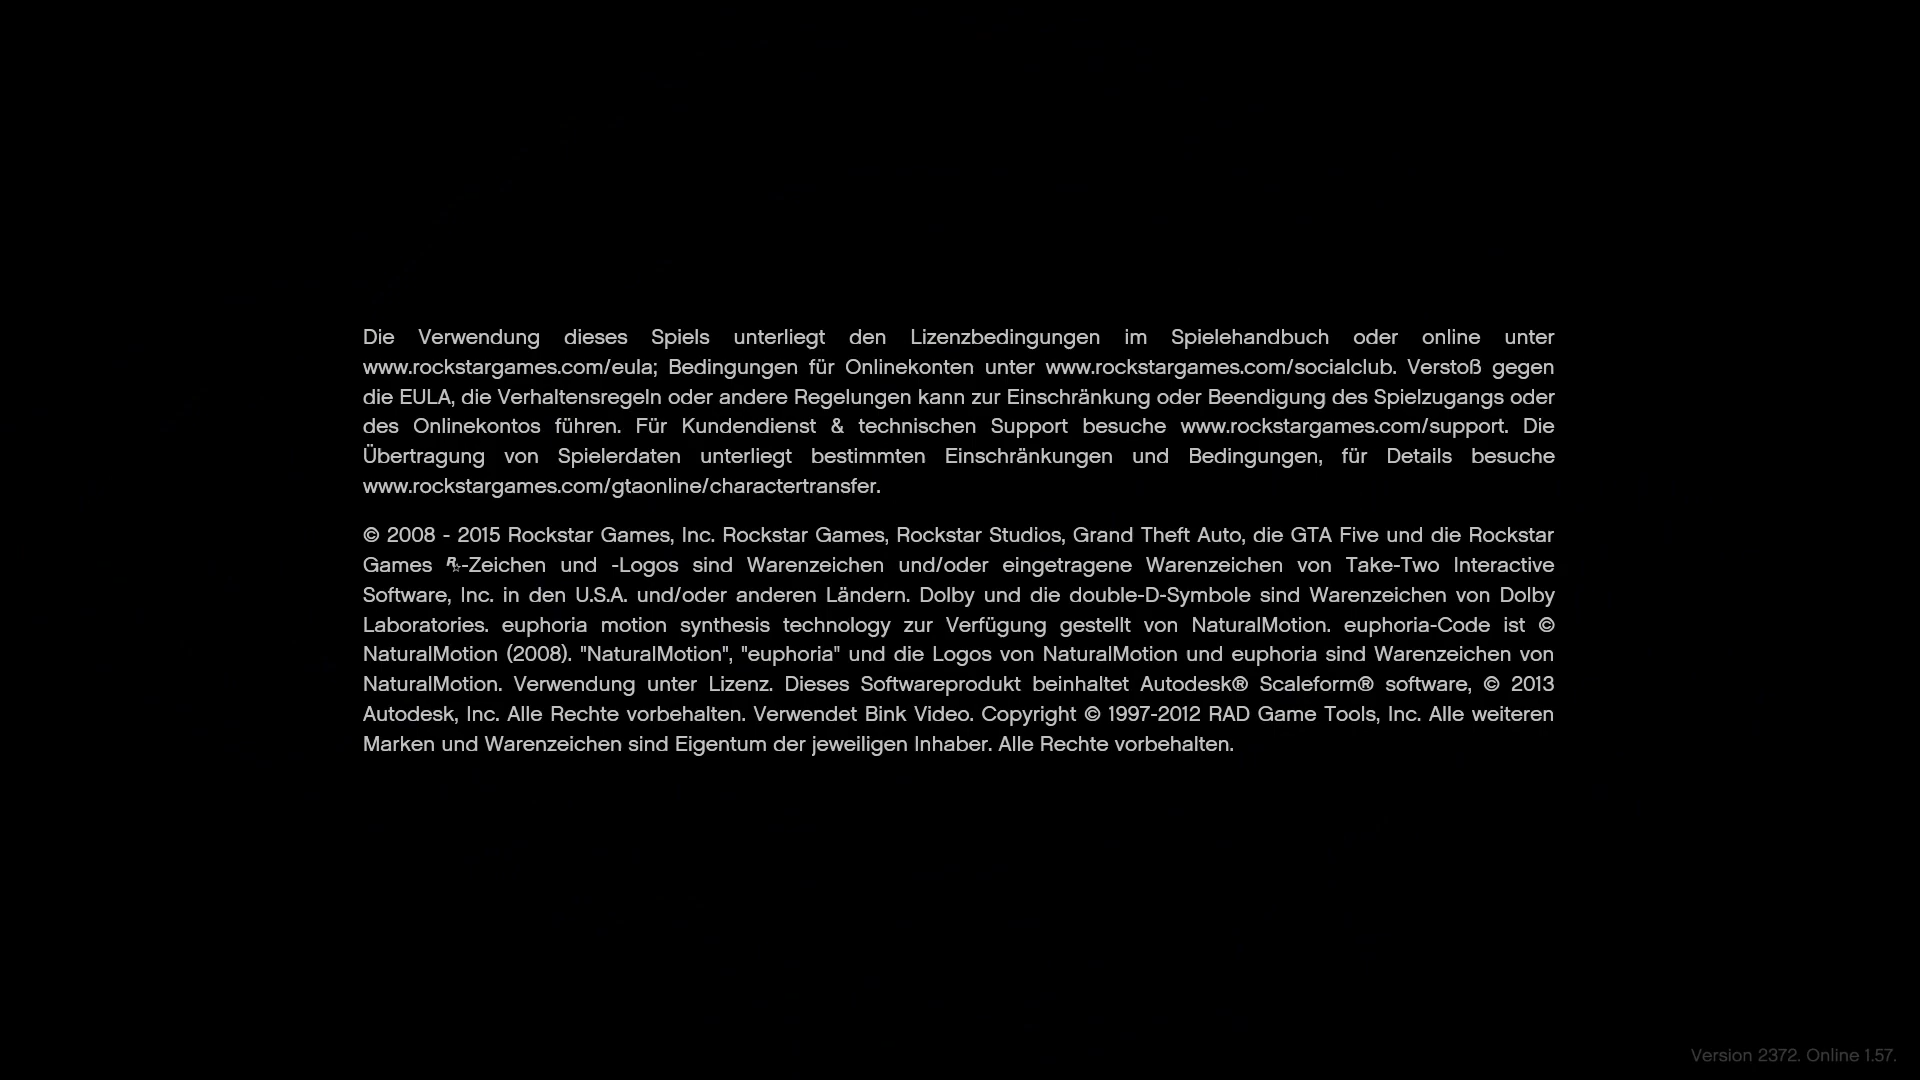 Die Verwendung dieses Spiels unterliegt den Lizenzbedingungen im Spielehandbuch oder online unter
www.rockstargames.com/eula; Bedingungen für Onlinekonten unter www.rockstargames.com/socialclub. Verstoß gegen
die EULA, die Verhaltensregeln oder andere Regelungen kann zur Einschränkung oder Beendigung des Spielzugangs oder
des Onlinekontos führen. Für Kundendienst & technischen Support besuche www.rockstargames.com/support. Die
Übertragung von Spielerdaten unterliegt bestimmten Einschränkungen und Bedingungen, für Details besuche
www.rockstargames.com/gtaonline/charactertransfer.
© 2008 - 2015 Rockstar Games, Inc. Rockstar Games, Rockstar Studios, Grand Theft Auto, die GTA Five und die Rockstar
Games R☆-Zeichen und -Logos sind Warenzeichen und/oder eingetragene Warenzeichen von Take-Two Interactive
Software, Inc. in den U.S.A. und/oder anderen Ländern. Dolby und die double-D-Symbole sind Warenzeichen von Dolby
Laboratories. euphoria motion synthesis technology zur Verfügung gestellt von NaturalMotion. euphoria-Code ist ©
NaturalMotion (2008). "NaturalMotion", "euphoria" und die Logos von NaturalMotion und euphoria sind Warenzeichen von
NaturalMotion. Verwendung unter Lizenz. Dieses Softwareprodukt beinhaltet Autodesk® Scaleform® software, © 2013
Autodesk, Inc. Alle Rechte vorbehalten. Verwendet Bink Video. Copyright © 1997-2012 RAD Game Tools, Inc. Alle weiteren
Marken und Warenzeichen sind Eigentum der jeweiligen Inhaber. Alle Rechte vorbehalten.
Version 2372. Online 1.57.